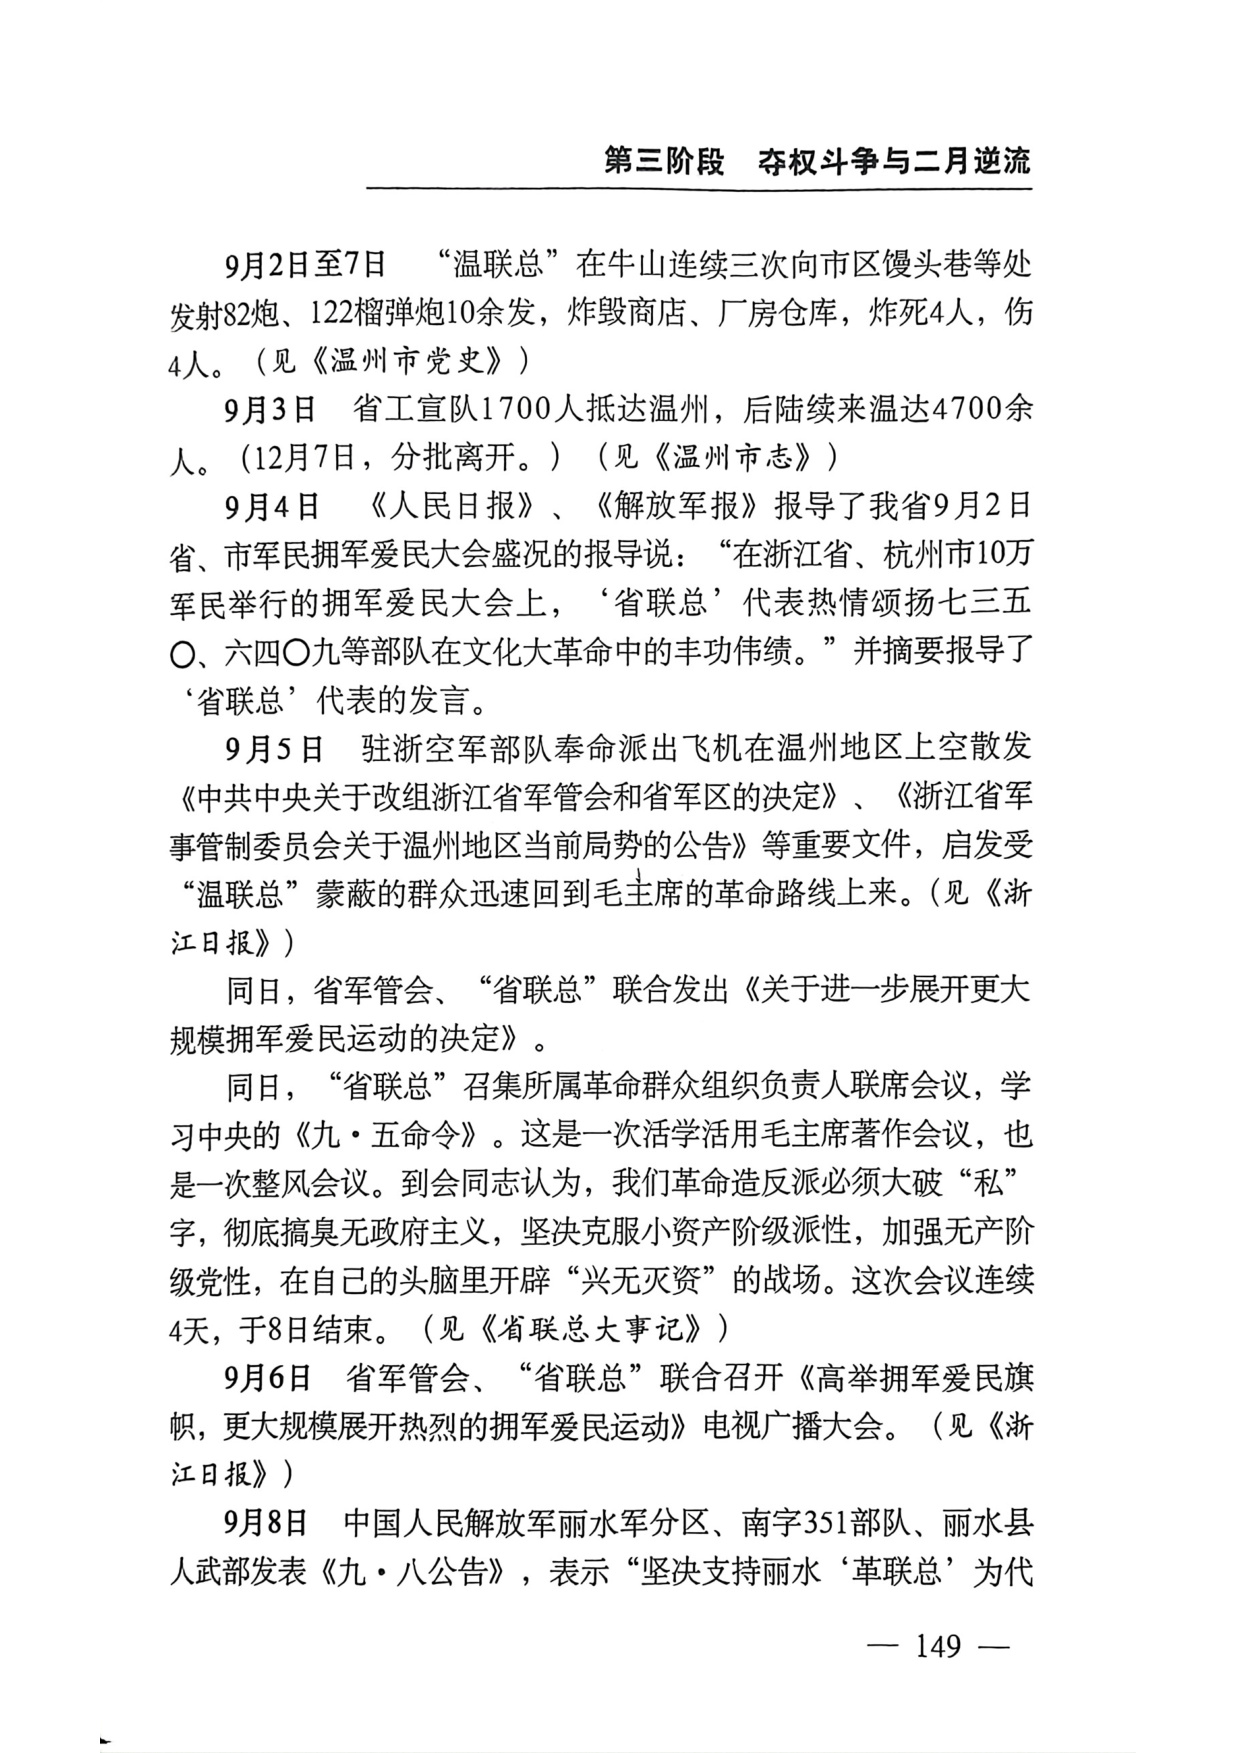 第三阶段　夺权斗争与二月逆流
9月2日至7日　“温联总”在牛山连续三次向市区馒头巷等处
发射82炮、122榴弹炮10余发，炸毁商店、厂房仓库，炸死4人，伤
4人。（见《温州市党史》）
9月3日　省工宣队1700人抵达温州，后陆续来温达4700余
人。（12月7日，分批离开。）（见《温州市志》）
9月4日　《人民日报》、《解放军报》报导了我省9月2日
省、市军民拥军爱民大会盛况的报导说：“在浙江省、杭州市10万
军民举行的拥军爱民大会上，‘省联总’代表热情颂扬七三五
〇、六四〇九等部队在文化大革命中的丰功伟绩。”并摘要报导了
‘省联总’代表的发言。
9月5日　驻浙空军部队奉命派出飞机在温州地区上空散发
《中共中央关于改组浙江省军管会和省军区的决定》、《浙江省军
事管制委员会关于温州地区当前局势的公告》等重要文件，启发受
“温联总”蒙蔽的群众迅速回到毛主席的革命路线上来。（见《浙
江日报》）
同日，省军管会、“省联总”联合发出《关于进一步展开更大
规模拥军爱民运动的决定》。
同日，“省联总”召集所属革命群众组织负责人联席会议，学
习中央的《九·五命令》。这是一次活学活用毛主席著作会议，也
是一次整风会议。到会同志认为，我们革命造反派必须大破“私”
字，彻底搞臭无政府主义，坚决克服小资产阶级派性，加强无产阶
级党性，在自己的头脑里开辟“兴无灭资”的战场。这次会议连续
4天，于8日结束。（见《省联总大事记》）
9月6日　省军管会、“省联总”联合召开《高举拥军爱民旗
帜，更大规模展开热烈的拥军爱民运动》电视广播大会。（见《浙
江日报》）
9月8日　中国人民解放军丽水军分区、南字351部队、丽水县
人武部发表《九·八公告》，表示“坚决支持丽水‘革联总’为代
— 149 —